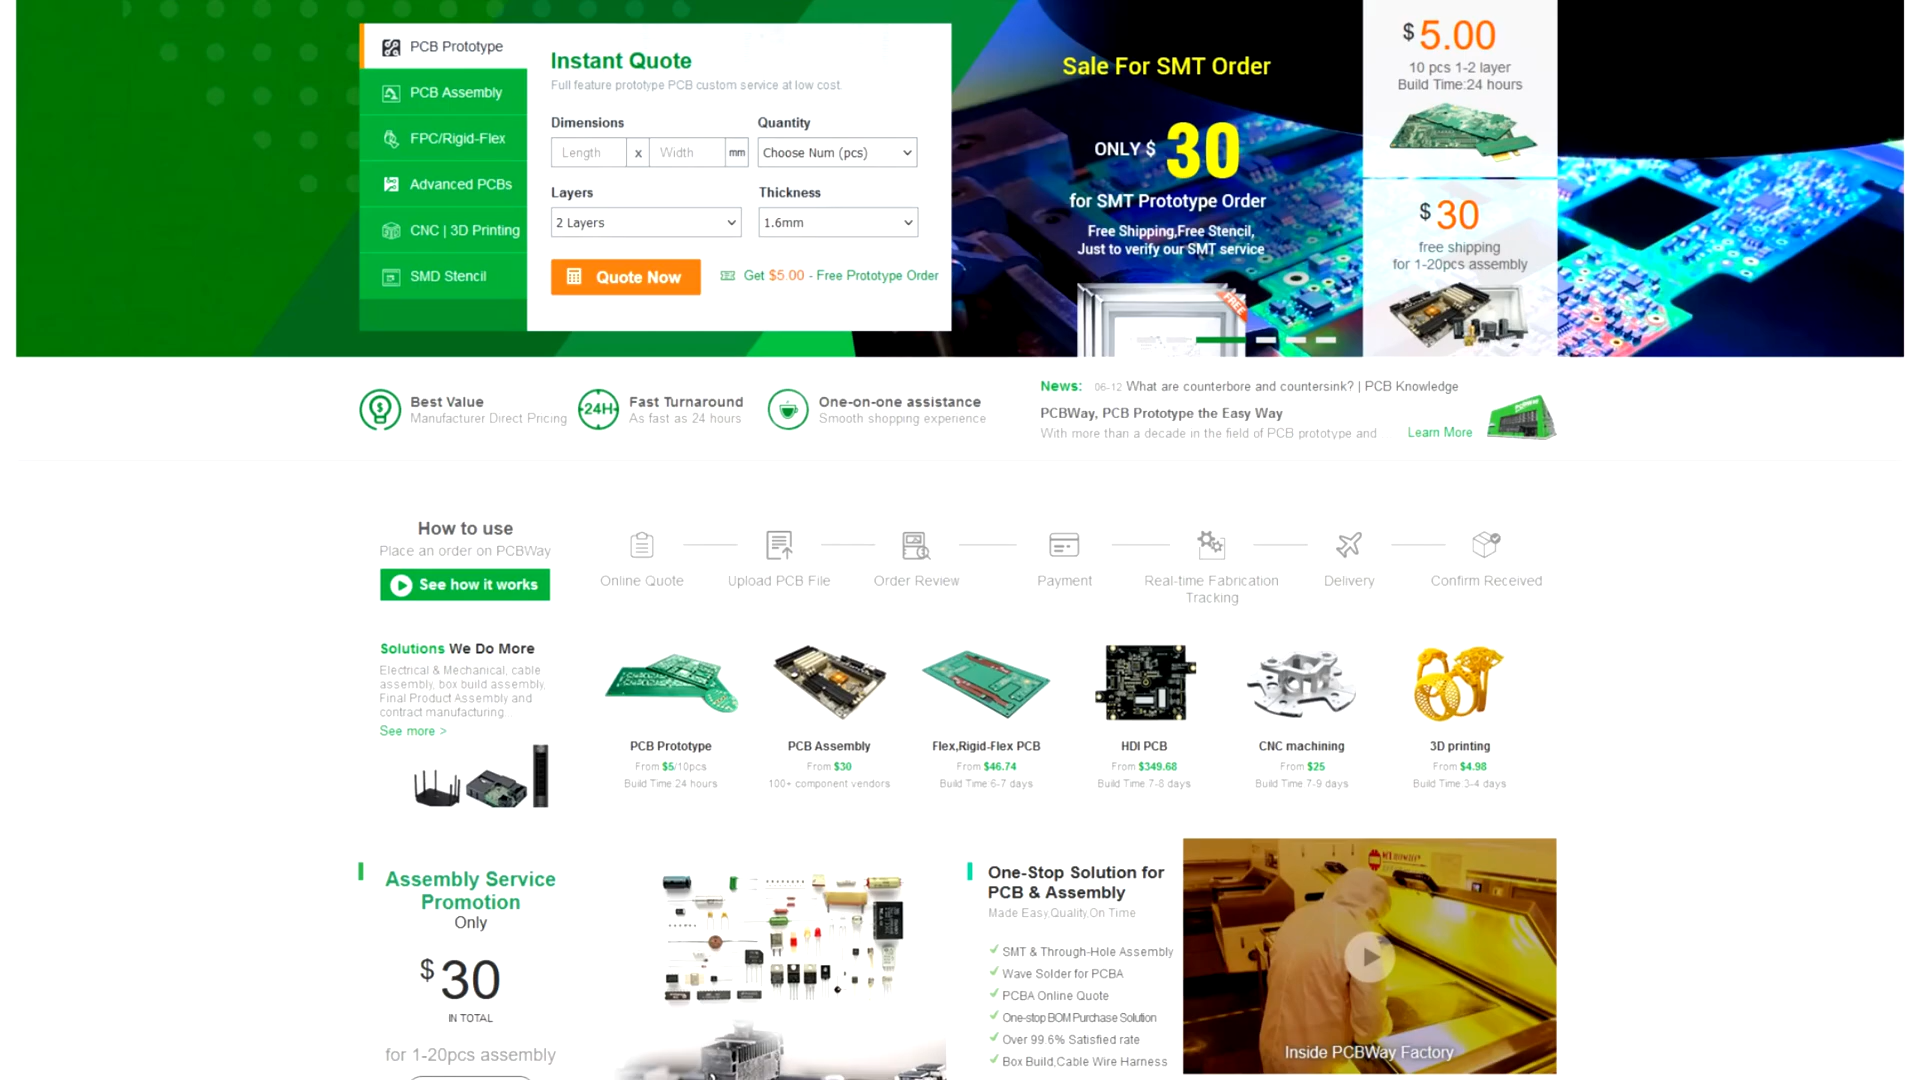 PCB Prototype
PCB Assembly
FPC/Rigid-Flex
Advanced PCBs
CNC | 3D Printing
SMD Stencil
Instant Quote
Full feature prototype PCB custom service at low cost.
Dimensions
Quantity
Length x Width mm
Choose Num (pcs)
Layers
Thickness
2 Layers
1.6mm
Quote Now
Get $5.00 - Free Prototype Order
Sale For SMT Order
ONLY $ 30
for SMT Prototype Order
Free Shipping,Free Stencil,
Just to verify our SMT service
FREE
$ 5.00
10 pcs 1-2 layer
Build Time:24 hours
$ 30
free shipping
for 1-20pcs assembly
Best Value
Manufacturer Direct Pricing
24H
Fast Turnaround
As fast as 24 hours
One-on-one assistance
Smooth shopping experience
News: 06-12 What are counterbore and countersink? | PCB Knowledge
PCBWay, PCB Prototype the Easy Way
With more than a decade in the field of PCB prototype and
Learn More
How to use
Place an order on PCBWay
See how it works
Online Quote
Upload PCB File
Order Review
Payment
Real-time Fabrication
Tracking
Delivery
Confirm Received
Solutions We Do More
Electrical & Mechanical, cable
assembly, box build assembly,
Final Product Assembly and
contract manufacturing...
See more >
PCB Prototype
From $5/10pcs
Build Time 24 hours
PCB Assembly
From $30
100+ component vendors
Flex,Rigid-Flex PCB
From $46.74
Build Time 6-7 days
HDI PCB
From $349.68
Build Time 7-8 days
CNC machining
From $25
Build Time 7-9 days
3D printing
From $4.98
Build Time 3-4 days
Assembly Service
Promotion
Only
$ 30
IN TOTAL
for 1-20pcs assembly
One-Stop Solution for
PCB & Assembly
Made Easy,Quality,On Time
SMT & Through-Hole Assembly
Wave Solder for PCBA
PCBA Online Quote
One-stop BOM Purchase Solution
Over 99.6% Satisfied rate
Box Build,Cable Wire Harness
Inside PCBWay Factory